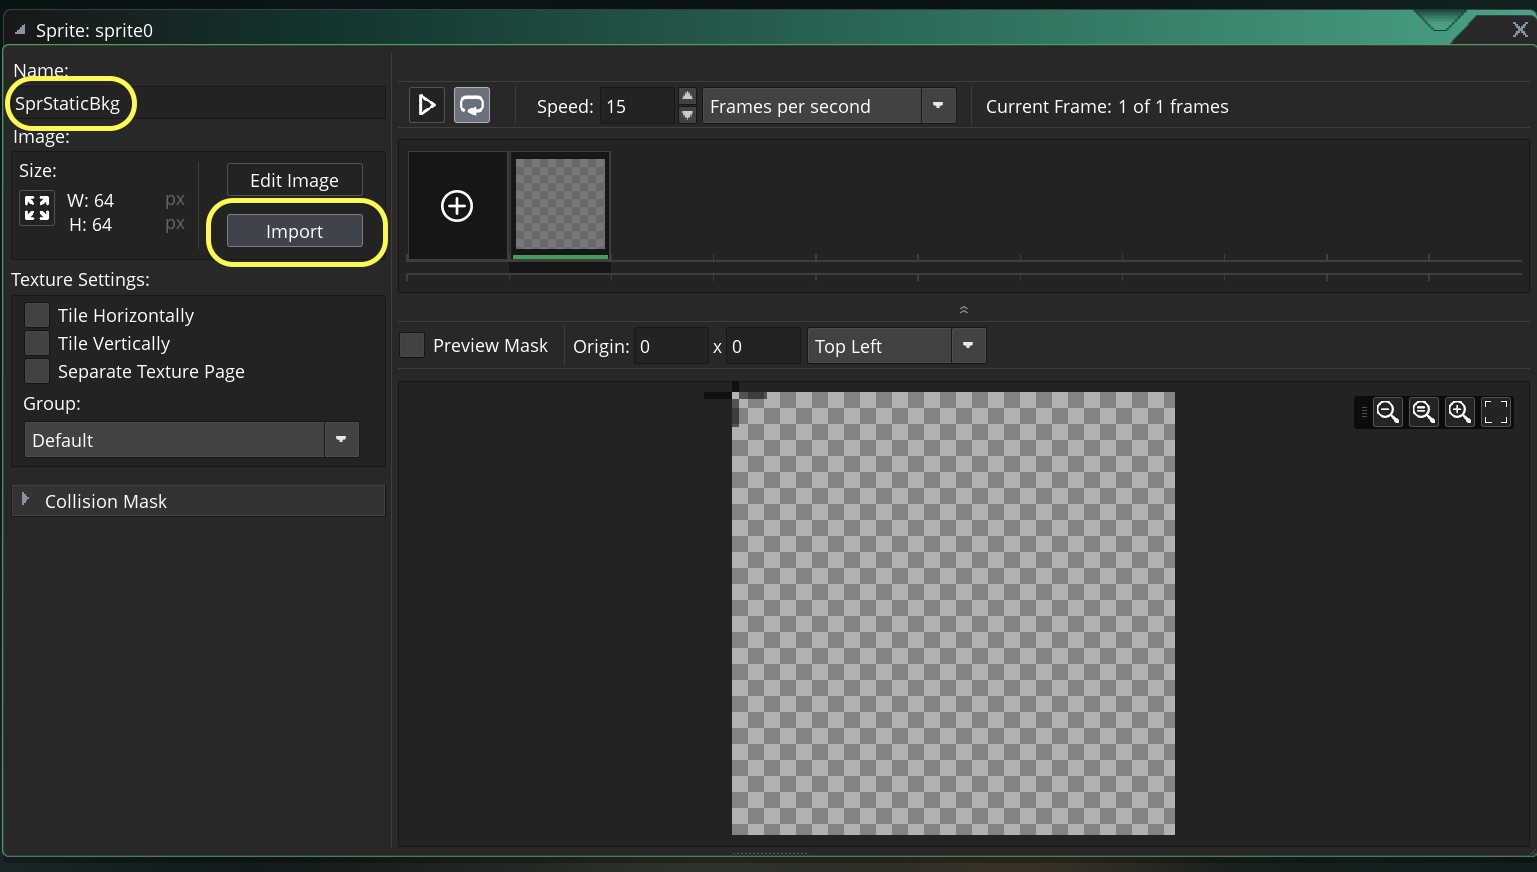 Sprite: sprite0
Name:
SprStaticBkg
Image:
Size:
W: 64 px
H: 64 px
Edit Image
Import
Texture Settings:
Tile Horizontally
Tile Vertically
Separate Texture Page
Group:
Default
Collision Mask
Speed: 15 Frames per second Current Frame: 1 of 1 frames
Preview Mask Origin: 0 x 0 Top Left